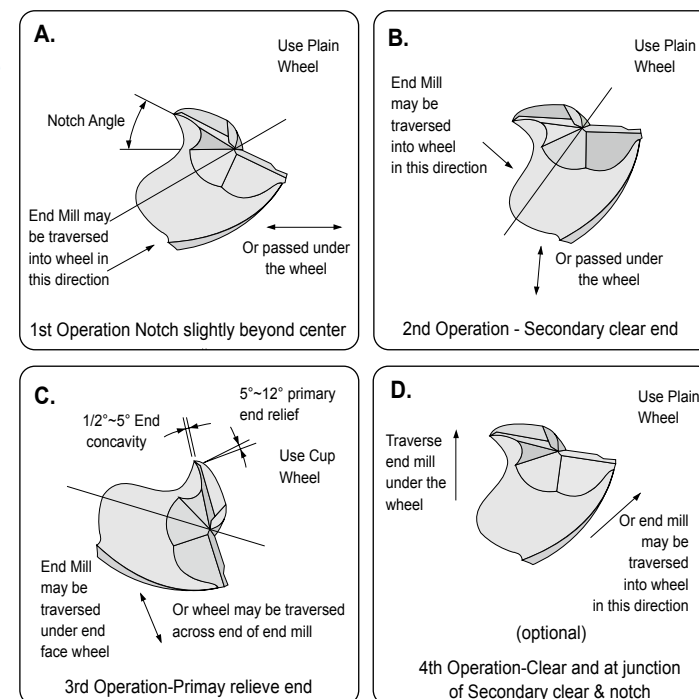 A.
Use Plain
Wheel
Notch Angle
End Mill may
be traversed
into wheel in
this direction
Or passed under
the wheel
1st Operation Notch slightly beyond center
B.
Use Plain
Wheel
End Mill
may be
traversed
into wheel
in this direction
Or passed under
the wheel
2nd Operation - Secondary clear end
C.
1/2°~5° End
concavity
5°~12° primary
end relief
Use Cup
Wheel
End Mill
may be
traversed
under end
face wheel
Or wheel may be traversed
across end of end mill
3rd Operation-Primay relieve end
D.
Use Plain
Wheel
Traverse
end mill
under the
wheel
Or end mill
may be
traversed
into wheel
in this direction
(optional)
4th Operation-Clear and at junction
of Secondary clear & notch